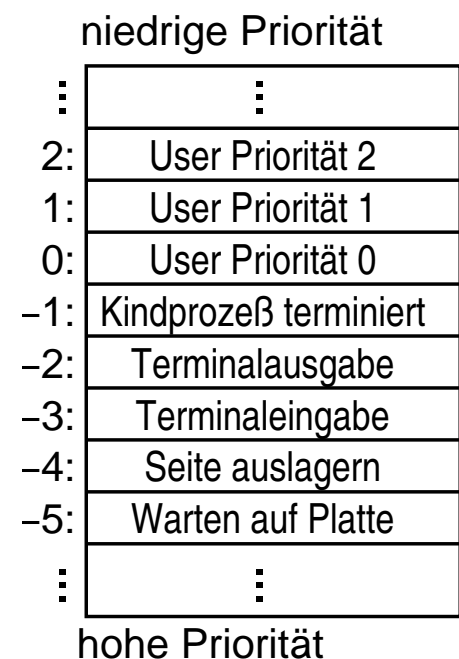 niedrige Priorität
⋮ ⋮
2: User Priorität 2
1: User Priorität 1
0: User Priorität 0
−1: Kindprozeß terminiert
−2: Terminalausgabe
−3: Terminaleingabe
−4: Seite auslagern
−5: Warten auf Platte
⋮ ⋮
hohe Priorität